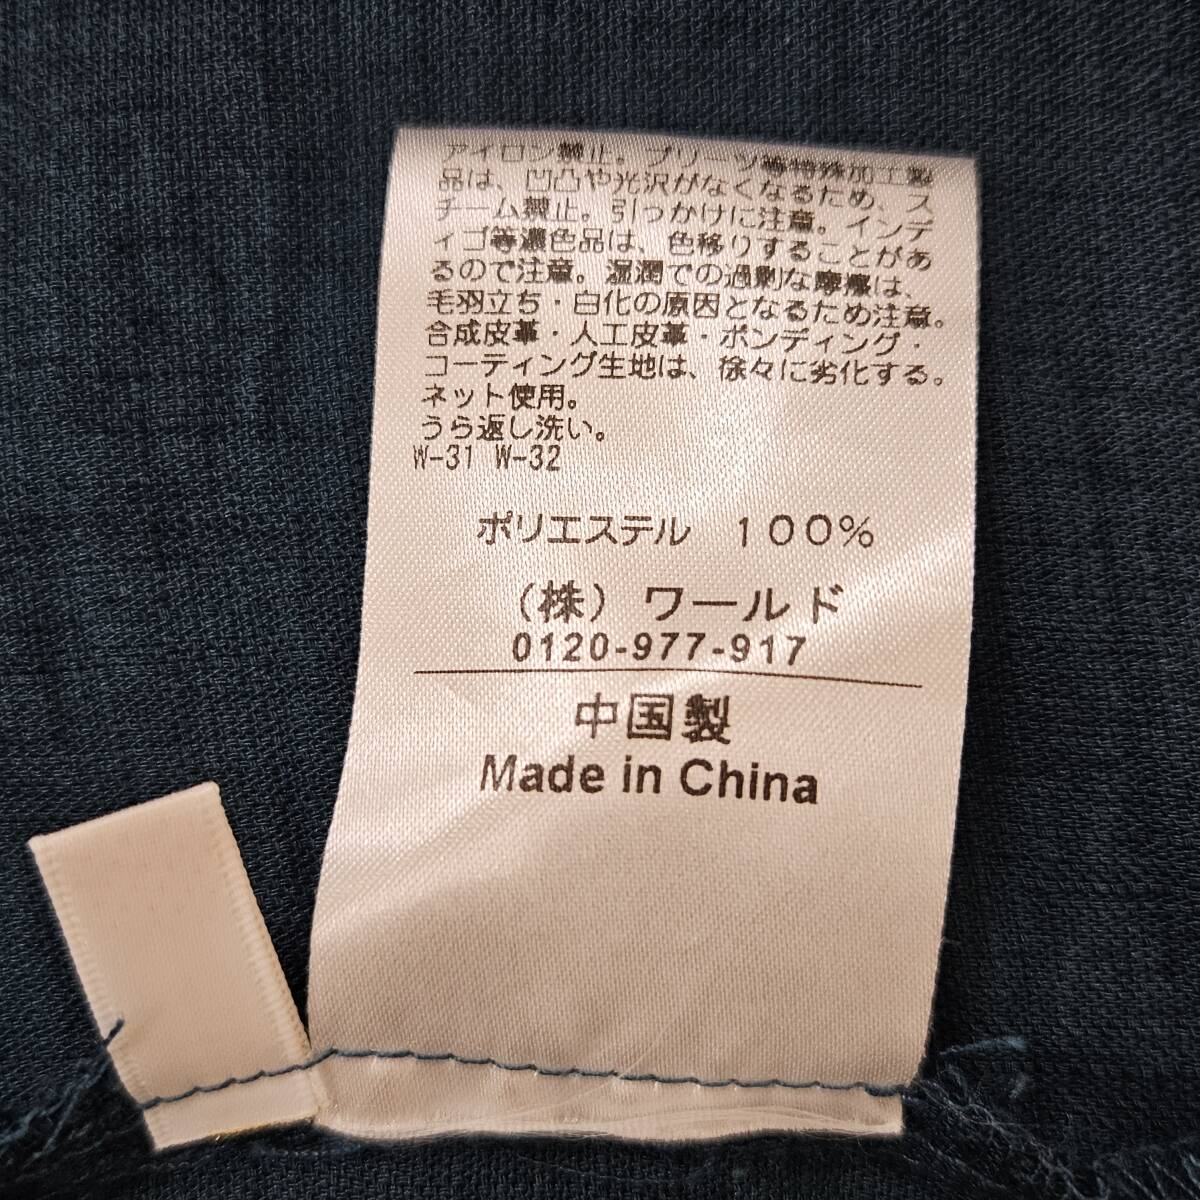 アイロン禁止。プリーツ等特殊加工製
品は、凹凸や光沢がなくなるため、ス
チーム禁止。引っかけに注意。インデ
ィゴ等濃色品は、色移りすることがあ
るので注意。湿潤での過剰な摩擦は、
毛羽立ち・白化の原因となるため注意。
合成皮革・人工皮革・ボンディング・
コーティング生地は、徐々に劣化する。
ネット使用。
うら返し洗い。
W-31 W-32
ポリエステル 100%
(株) ワールド
0120-977-917
中国製
Made in China